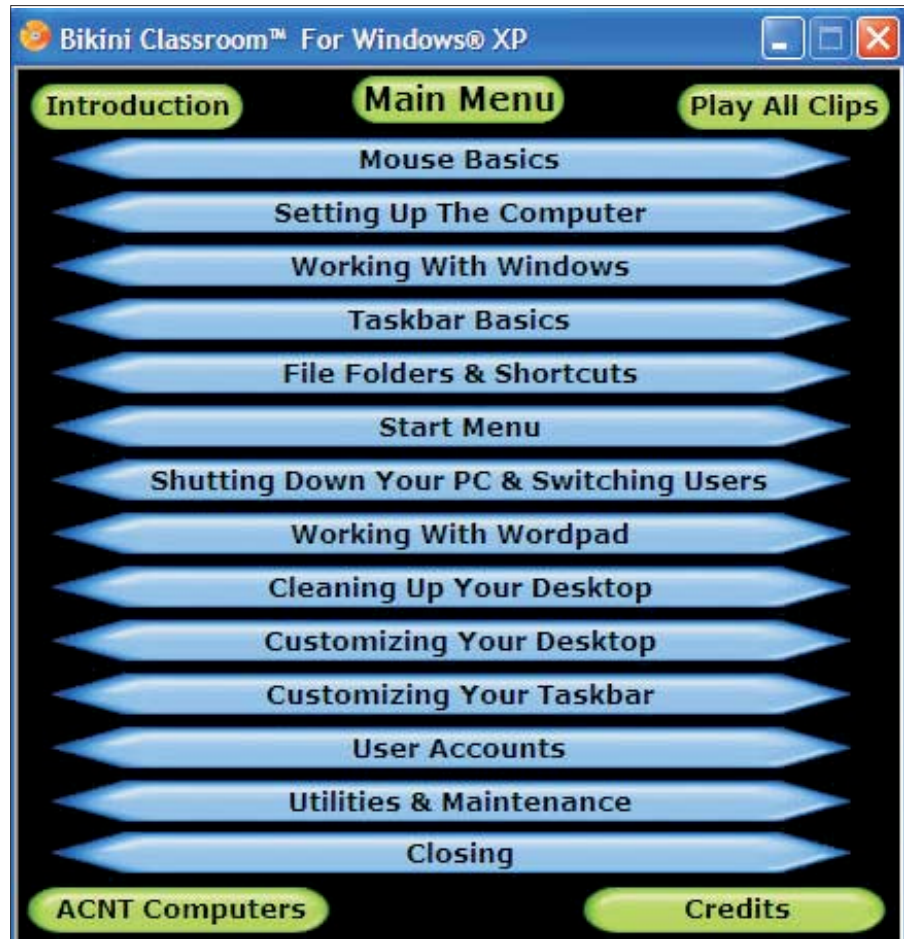 Bikini Classroom™ For Windows® XP
Introduction
Main Menu
Play All Clips
Mouse Basics
Setting Up The Computer
Working With Windows
Taskbar Basics
File Folders & Shortcuts
Start Menu
Shutting Down Your PC & Switching Users
Working With Wordpad
Cleaning Up Your Desktop
Customizing Your Desktop
Customizing Your Taskbar
User Accounts
Utilities & Maintenance
Closing
ACNT Computers
Credits